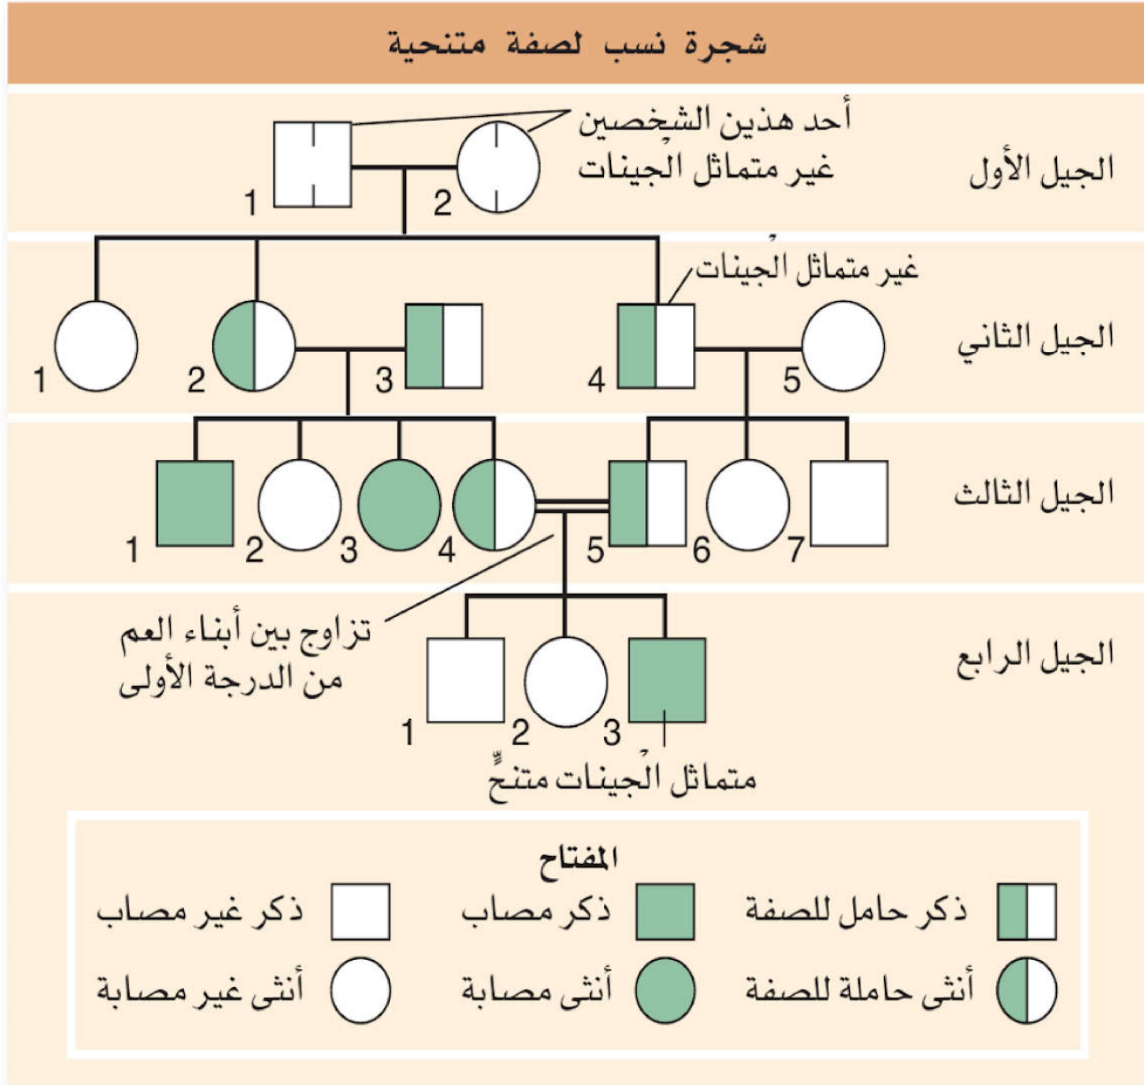 شجرة نسب لصفة متنحية
أحد هذين الشخصين
غير متماثل الجينات
الجيل الأول
1
2
غير متماثل الجينات
الجيل الثاني
1
2
3
4
5
الجيل الثالث
1
2
3
4
5
6
7
تزاوج بين أبناء العم
من الدرجة الأولى
الجيل الرابع
1
2
3
متماثل الجينات متنحٍّ
المفتاح
ذكر حامل للصفة
ذكر مصاب
ذكر غير مصاب
أنثى حاملة للصفة
أنثى مصابة
أنثى غير مصابة